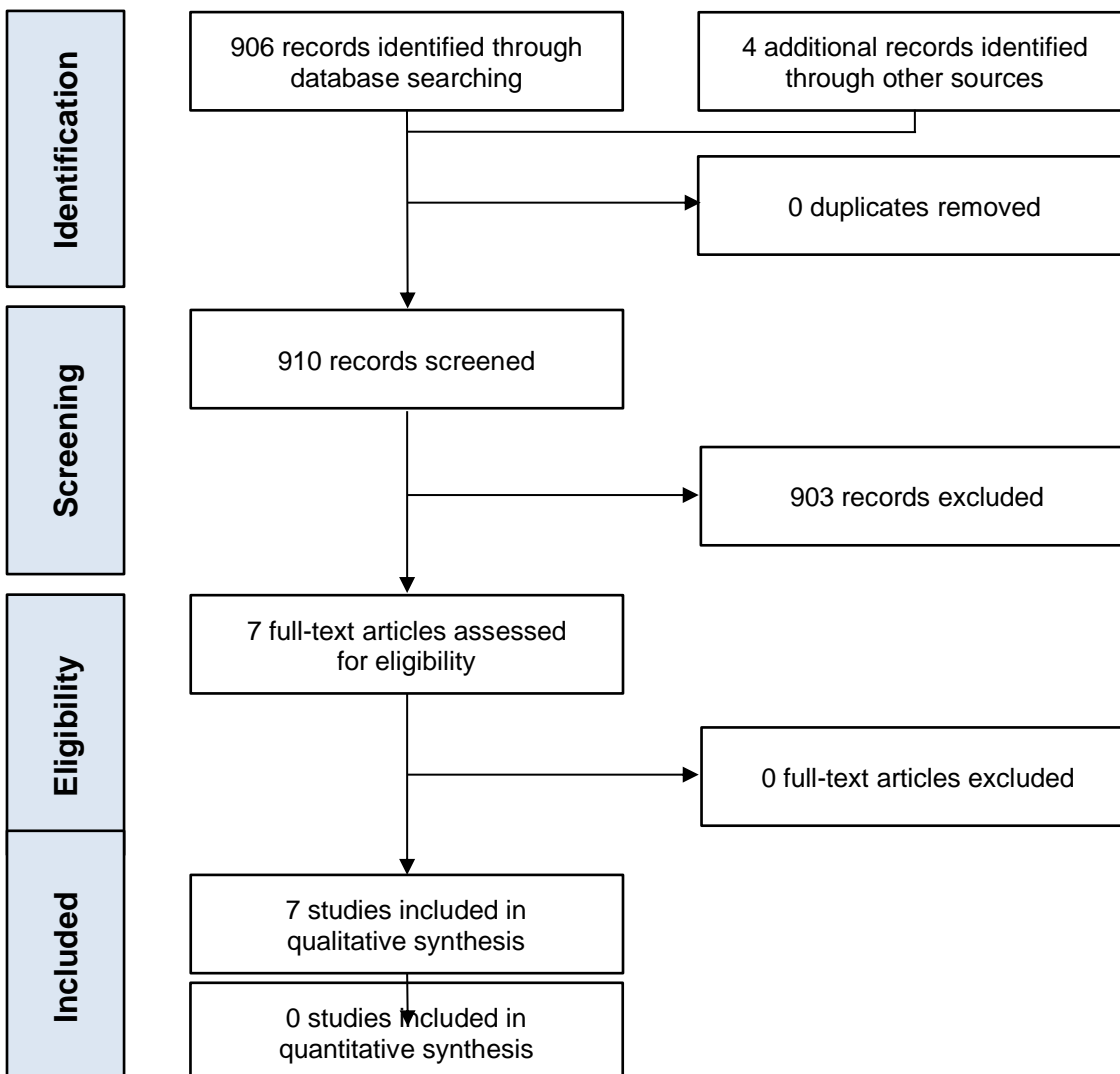 Identification
906 records identified through
database searching
4 additional records identified
through other sources
0 duplicates removed
Screening
910 records screened
903 records excluded
Eligibility
7 full-text articles assessed
for eligibility
0 full-text articles excluded
Included
7 studies included in
qualitative synthesis
0 studies included in
quantitative synthesis